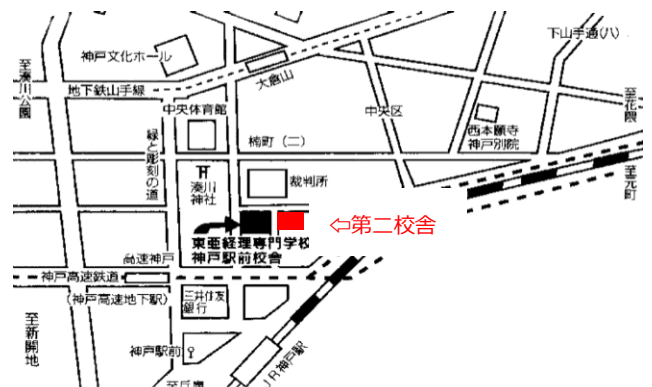 下山手通(八)
神戸文化ホール
至湊川公園
地下鉄山手線
大倉山
至花隈
中央体育館
中央区
西本願寺
神戸別院
緑と彫刻の道
楠町(二)
至元町
湊川
神社
裁判所
⇦第二校舎
東亜経理専門学校
神戸駅前校舎
高速神戸
神戸高速鉄道
(神戸高速地下駅)
三井住友
銀行
至新開地
神戸駅前
JR神戸駅
至兵庫